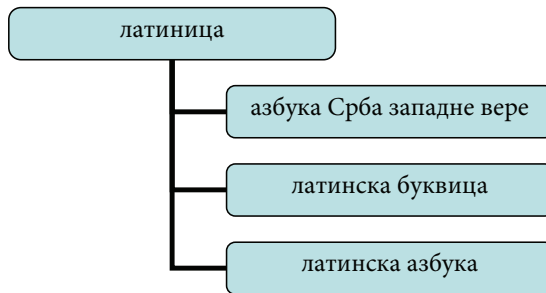 латиница
азбука Срба западне вере
латинска буквица
латинска азбука